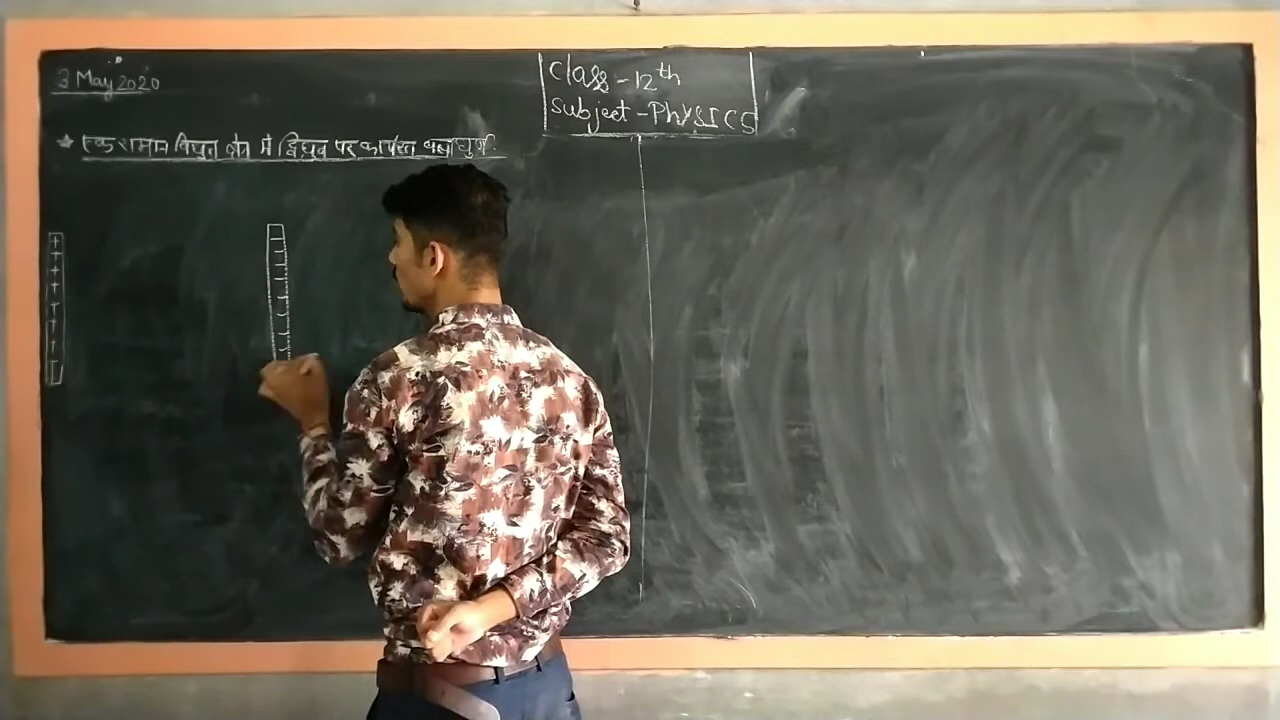 3 May 2020
Class - 12th
Subject - PhYSICS
* एक समान विधुत क्षेत्र में द्विध्रुव पर कार्यरत बल युग्म
+
+
+
+
+
+
+